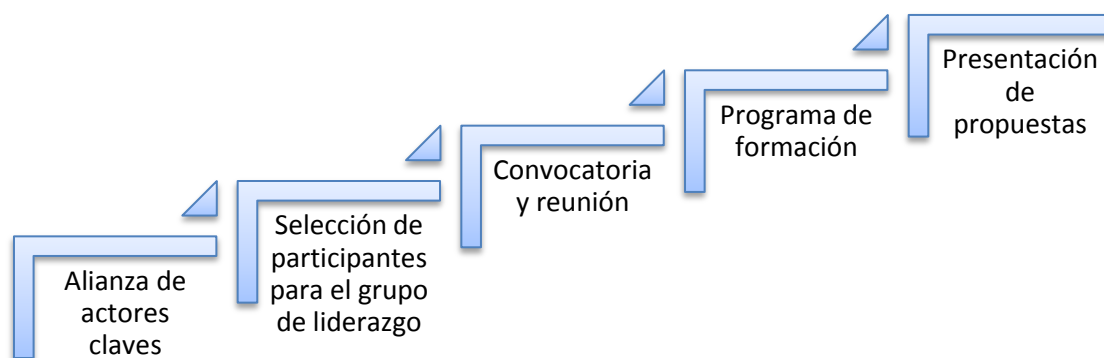 Alianza de
actores
claves
Selección de
participantes
para el grupo
de liderazgo
Convocatoria
y reunión
Programa de
formación
Presentación
de
propuestas